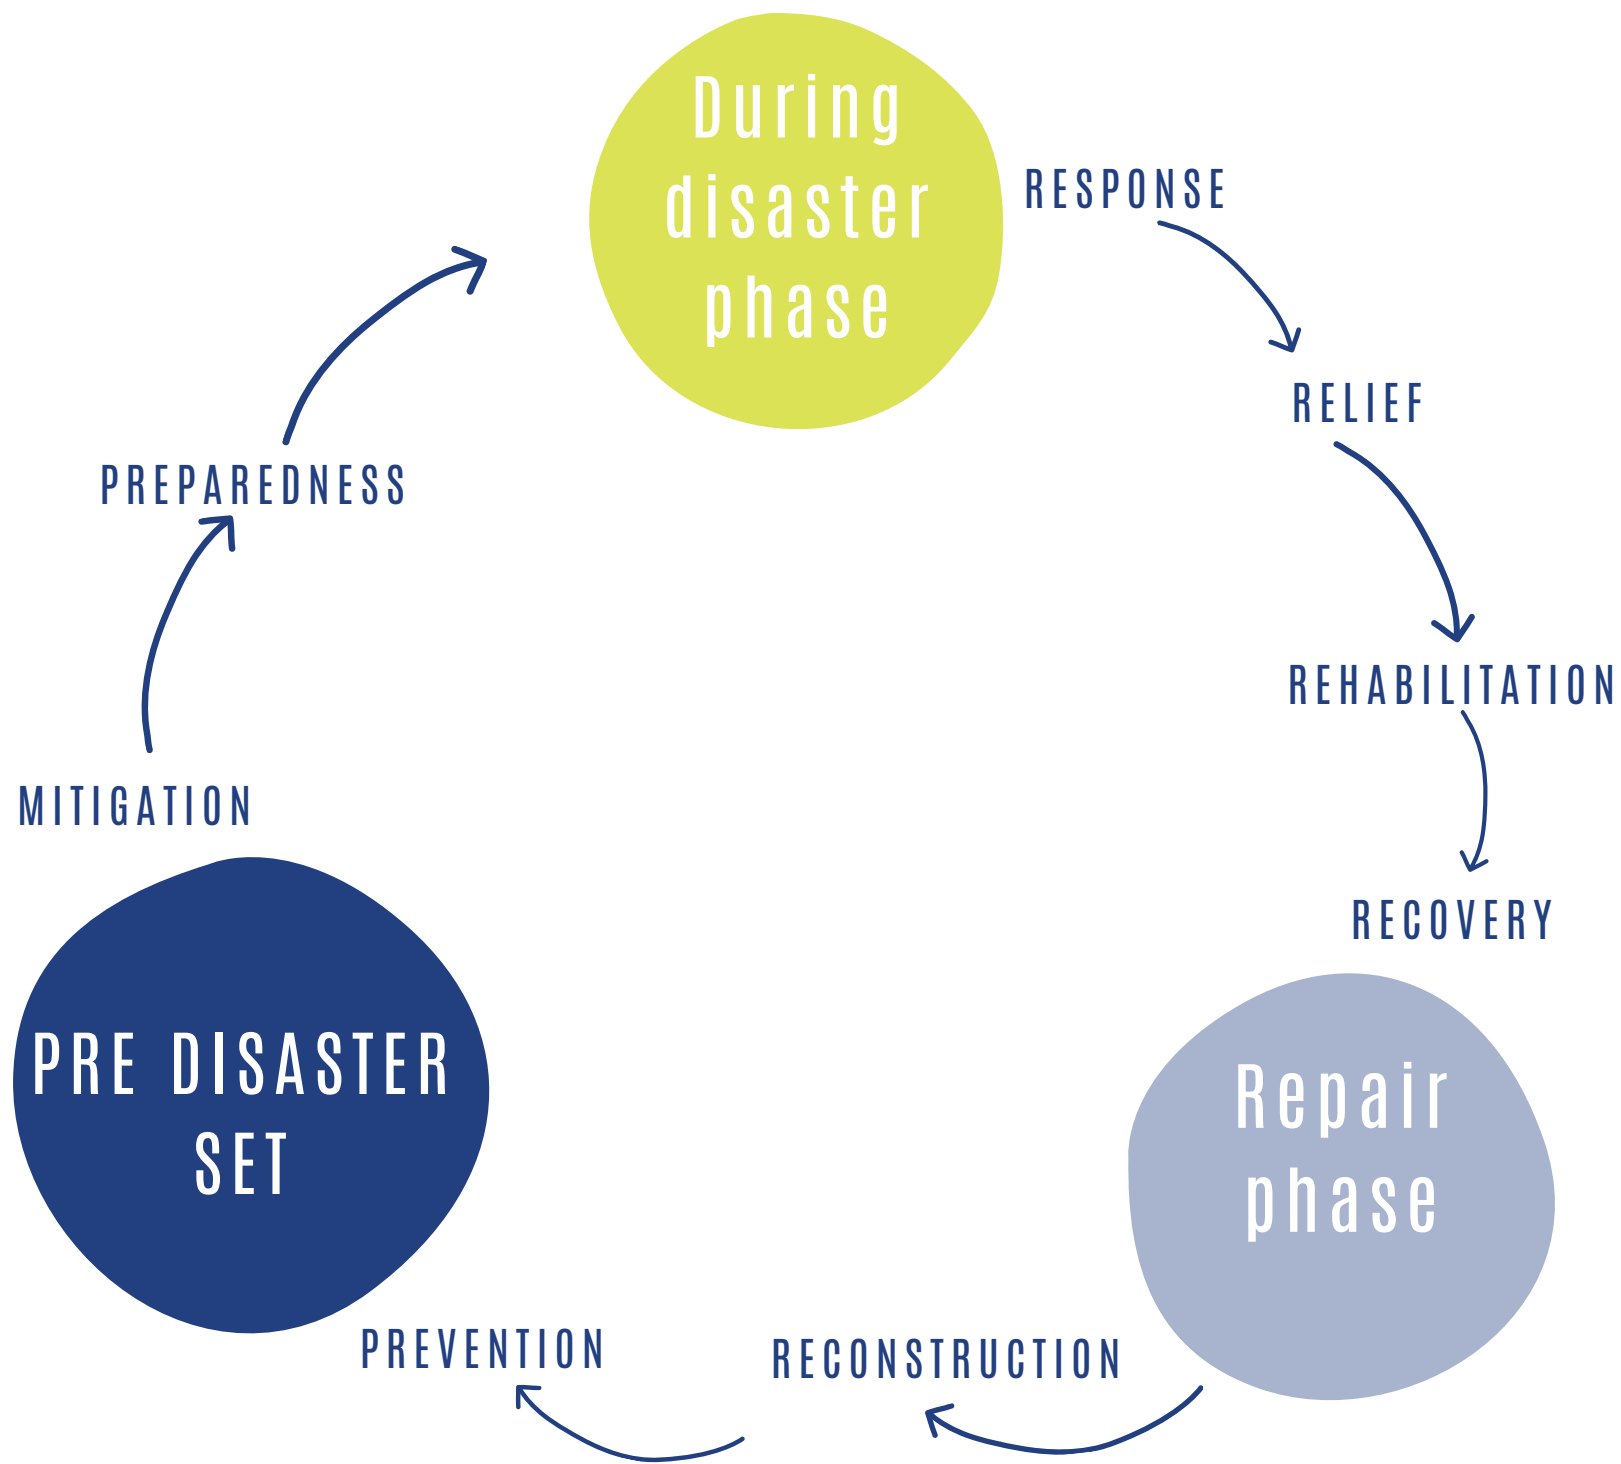 During
disaster
phase
RESPONSE
RELIEF
PREPAREDNESS
REHABILITATION
MITIGATION
RECOVERY
PRE DISASTER
SET
Repair
phase
PREVENTION
RECONSTRUCTION